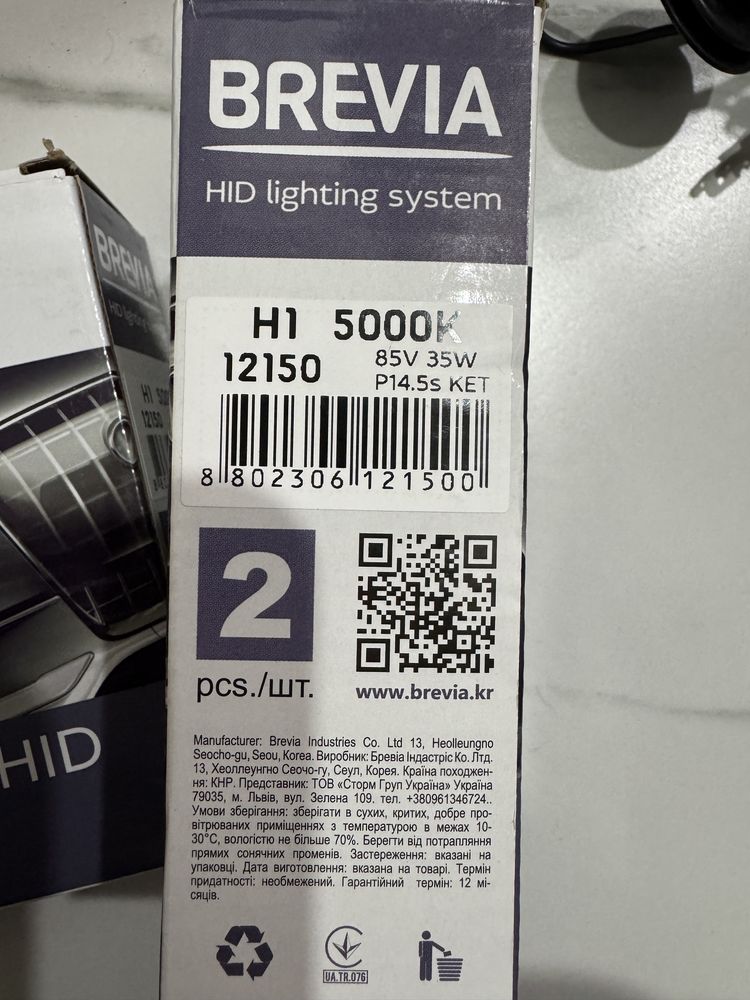 BREVIA
HID lighting system
H1 5000K
12150
85V 35W
P14.5s KET
8 802306 121500
2
pcs./шт.
www.brevia.kr
Manufacturer: Brevia Industries Co. Ltd 13, Heolleungno
Seocho-gu, Seou, Korea. Виробник: Бревіа Індастріс Ко. Лтд.
13, Хеоллеунгно Сеочо-гу, Сеул, Корея. Країна походжен-
ня: КНР. Представник: ТОВ «Сторм Груп Україна» Україна
79035, м. Львів, вул. Зелена 109. тел. +380961346724..
Умови зберігання: зберігати в сухих, критих, добре про-
вітрюваних приміщеннях з температурою в межах 10-
30°С, вологістю не більше 70%. Берегти від потрапляння
прямих сонячних променів. Застереження: вказані на
упаковці. Дата виготовлення: вказана на товарі. Термін
придатності: необмежений. Гарантійний термін: 12 мі-
сяців.
UA.TR.076
BREVIA
HID
H1 5000
12150
HID